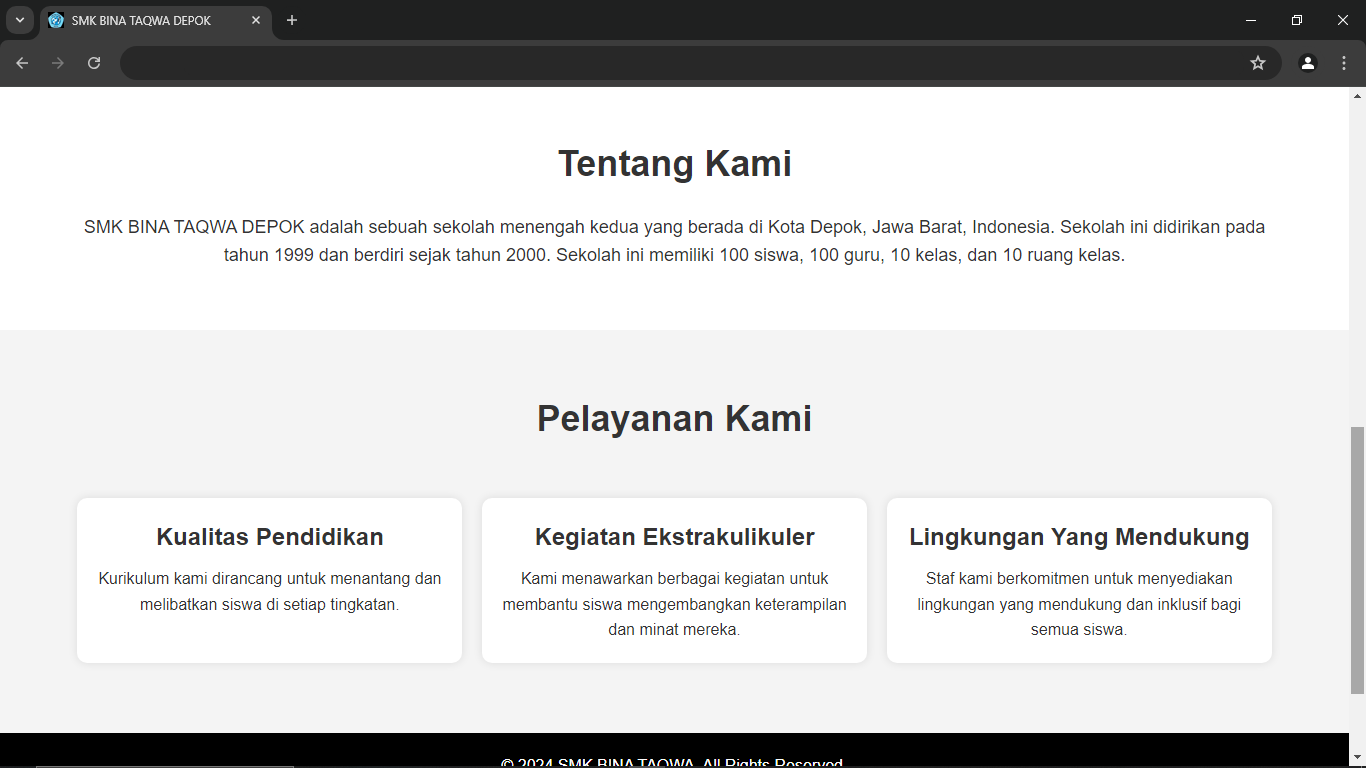 SMK BINA TAQWA DEPOK
Tentang Kami
SMK BINA TAQWA DEPOK adalah sebuah sekolah menengah kedua yang berada di Kota Depok, Jawa Barat, Indonesia. Sekolah ini didirikan pada
tahun 1999 dan berdiri sejak tahun 2000. Sekolah ini memiliki 100 siswa, 100 guru, 10 kelas, dan 10 ruang kelas.
Pelayanan Kami
Kualitas Pendidikan
Kurikulum kami dirancang untuk menantang dan
melibatkan siswa di setiap tingkatan.
Kegiatan Ekstrakulikuler
Kami menawarkan berbagai kegiatan untuk
membantu siswa mengembangkan keterampilan
dan minat mereka.
Lingkungan Yang Mendukung
Staf kami berkomitmen untuk menyediakan
lingkungan yang mendukung dan inklusif bagi
semua siswa.
© 2024 SMK BINA TAQWA. All Rights Reserved.